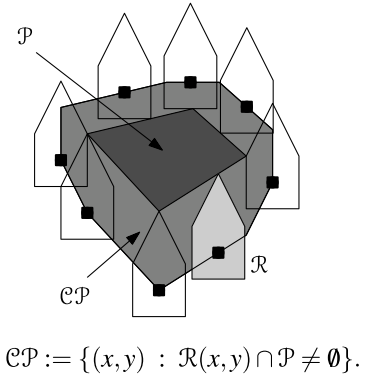 𝒫
ℛ
𝒞𝒫
𝒞𝒫 := {(x, y) : ℛ(x, y) ∩ 𝒫 ≠ ∅}.